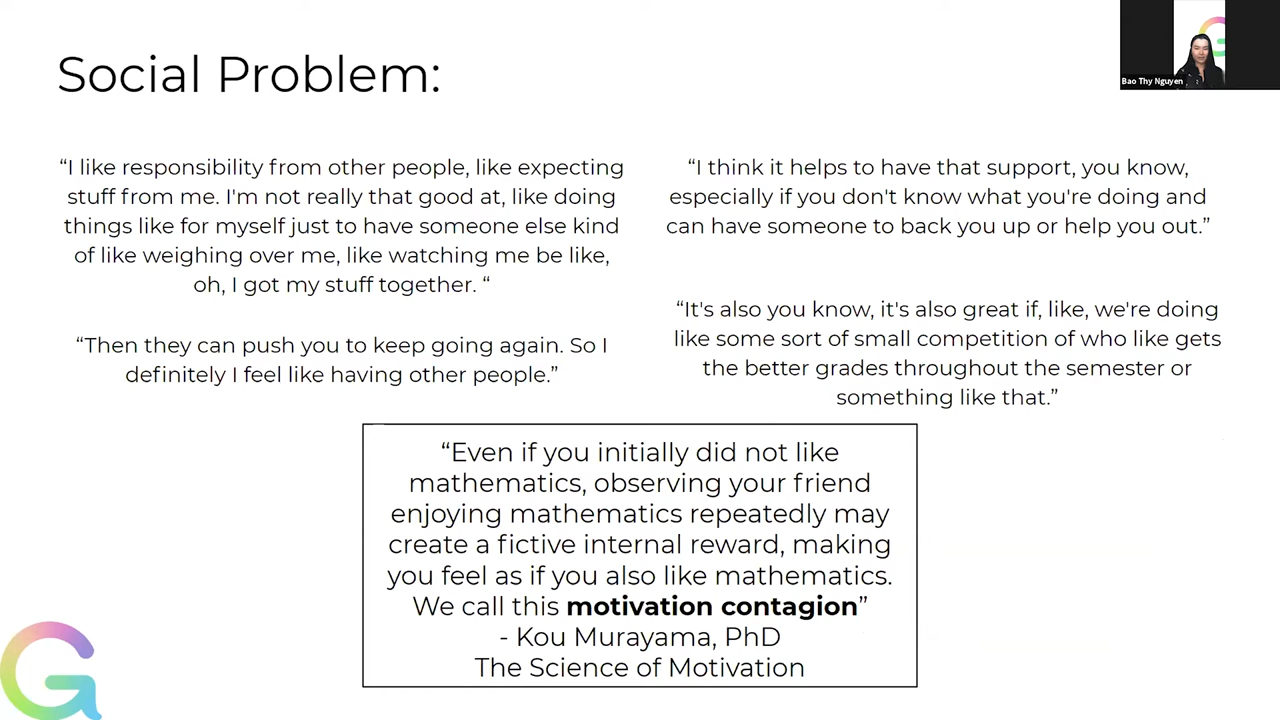 Social Problem:
Bao Thy Nguyen
“I like responsibility from other people, like expecting
stuff from me. I'm not really that good at, like doing
things like for myself just to have someone else kind
of like weighing over me, like watching me be like,
oh, I got my stuff together. “
“Then they can push you to keep going again. So I
definitely I feel like having other people.”
“I think it helps to have that support, you know,
especially if you don't know what you're doing and
can have someone to back you up or help you out.”
“It's also you know, it's also great if, like, we're doing
like some sort of small competition of who like gets
the better grades throughout the semester or
something like that.”
“Even if you initially did not like
mathematics, observing your friend
enjoying mathematics repeatedly may
create a fictive internal reward, making
you feel as if you also like mathematics.
We call this motivation contagion”
- Kou Murayama, PhD
The Science of Motivation
G